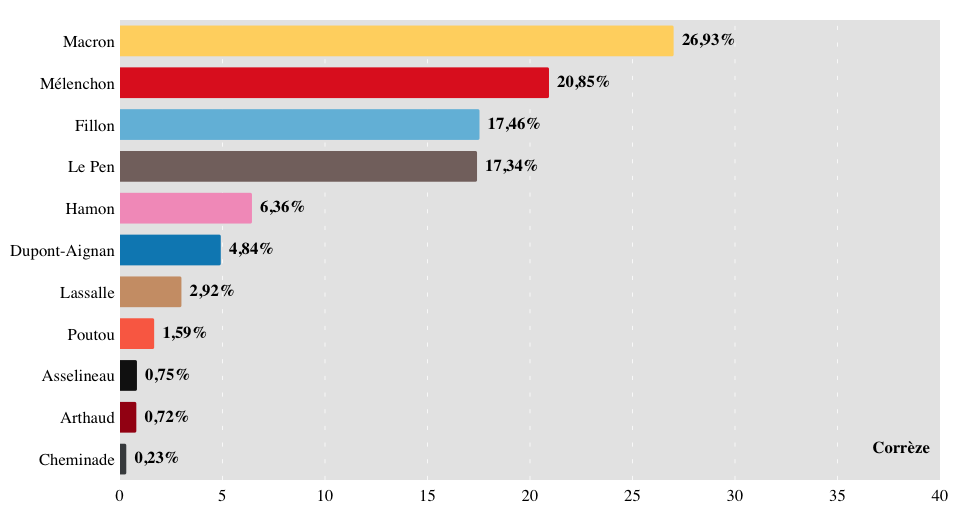 Macron 26,93%
Mélenchon 20,85%
Fillon 17,46%
Le Pen 17,34%
Hamon 6,36%
Dupont-Aignan 4,84%
Lassalle 2,92%
Poutou 1,59%
Asselineau 0,75%
Arthaud 0,72%
Corrèze
Cheminade 0,23%
0 5 10 15 20 25 30 35 40